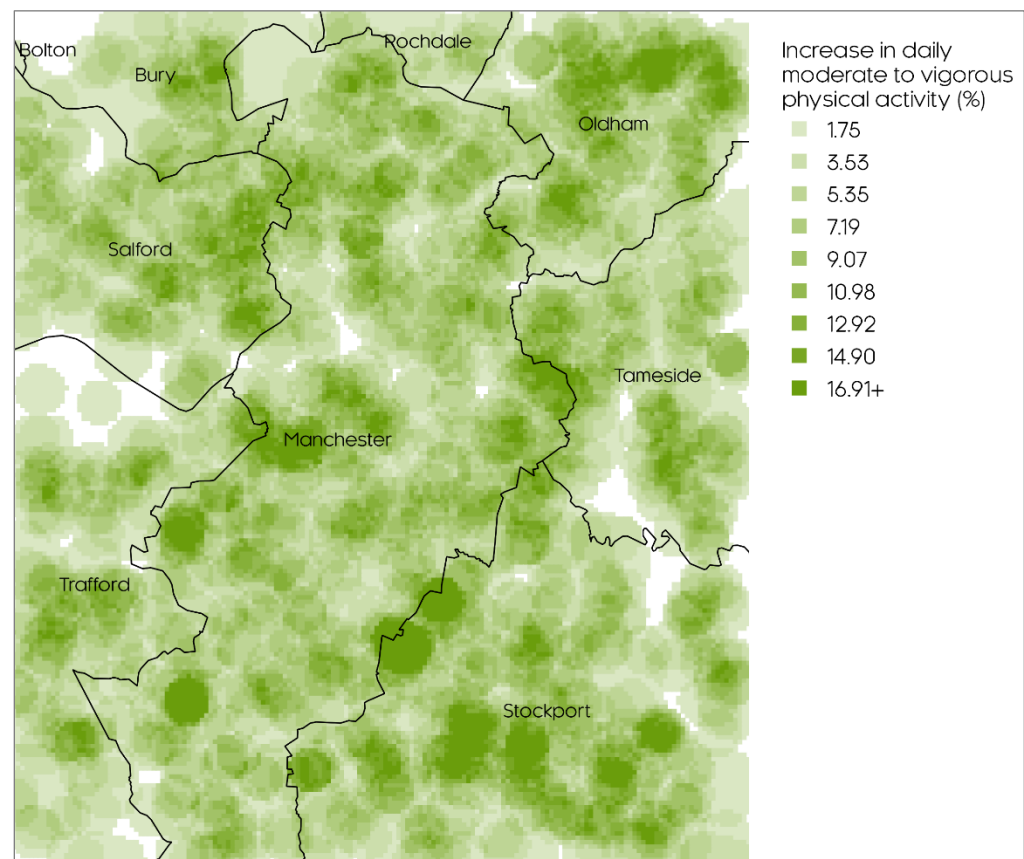 Bolton
Rochdale
Bury
Oldham
Salford
Tameside
Manchester
Trafford
Stockport
Increase in daily
moderate to vigorous
physical activity (%)
1.75
3.53
5.35
7.19
9.07
10.98
12.92
14.90
16.91+